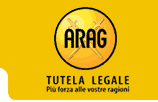 ARAG
TUTELA LEGALE
Più forza alle vostre ragioni